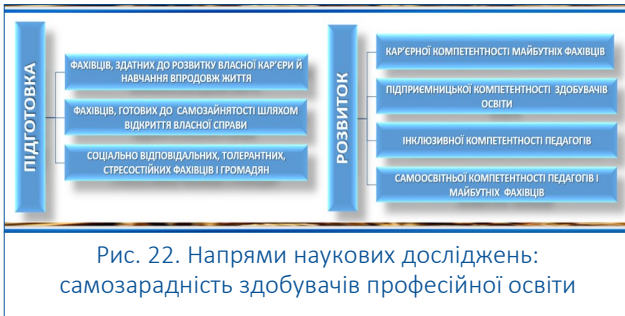 ПІДГОТОВКА
ФАХІВЦІВ, ЗДАТНИХ ДО РОЗВИТКУ ВЛАСНОЇ КАР'ЄРИ Й
НАВЧАННЯ ВПРОДОВЖ ЖИТТЯ
ФАХІВЦІВ, ГОТОВИХ ДО САМОЗАЙНЯТОСТІ ШЛЯХОМ
ВІДКРИТТЯ ВЛАСНОЇ СПРАВИ
СОЦІАЛЬНО ВІДПОВІДАЛЬНИХ, ТОЛЕРАНТНИХ,
СТРЕСОСТІЙКИХ ФАХІВЦІВ І ГРОМАДЯН
РОЗВИТОК
КАР'ЄРНОЇ КОМПЕТЕНТНОСТІ МАЙБУТНІХ ФАХІВЦІВ
ПІДПРИЄМНИЦЬКОЇ КОМПЕТЕНТНОСТІ ЗДОБУВАЧІВ
ОСВІТИ
ІНКЛЮЗИВНОЇ КОМПЕТЕНТНОСТІ ПЕДАГОГІВ
САМООСВІТНЬОЇ КОМПЕТЕНТНОСТІ ПЕДАГОГІВ І
МАЙБУТНІХ ФАХІВЦІВ
Рис. 22. Напрями наукових досліджень:
самозарадність здобувачів професійної освіти